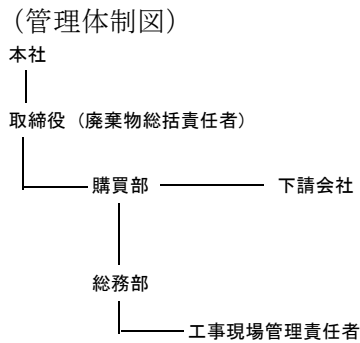 （管理体制図）
本社
取締役（廃棄物総括責任者）
購買部 下請会社
総務部
工事現場管理責任者